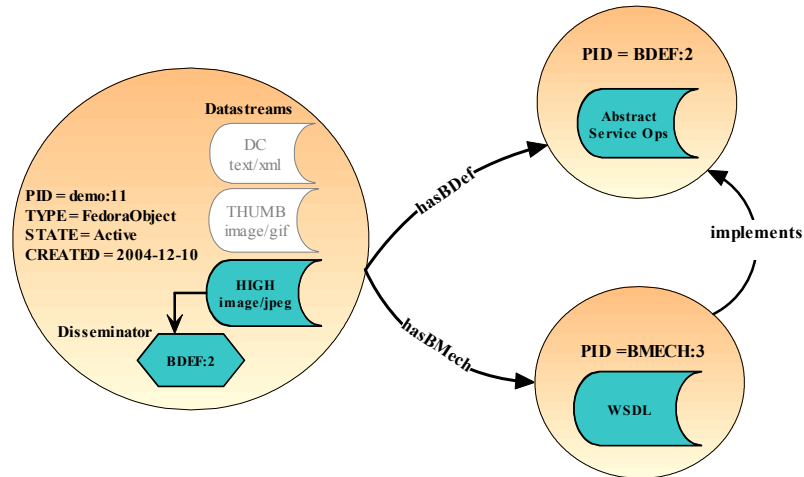 Datastreams
DC
text/xml
THUMB
image/gif
PID = demo:11
TYPE = FedoraObject
STATE = Active
CREATED = 2004-12-10
HIGH
image/jpeg
Disseminator
BDEF:2
hasBDef
hasBMech
PID = BDEF:2
Abstract
Service Ops
implements
PID =BMECH:3
WSDL